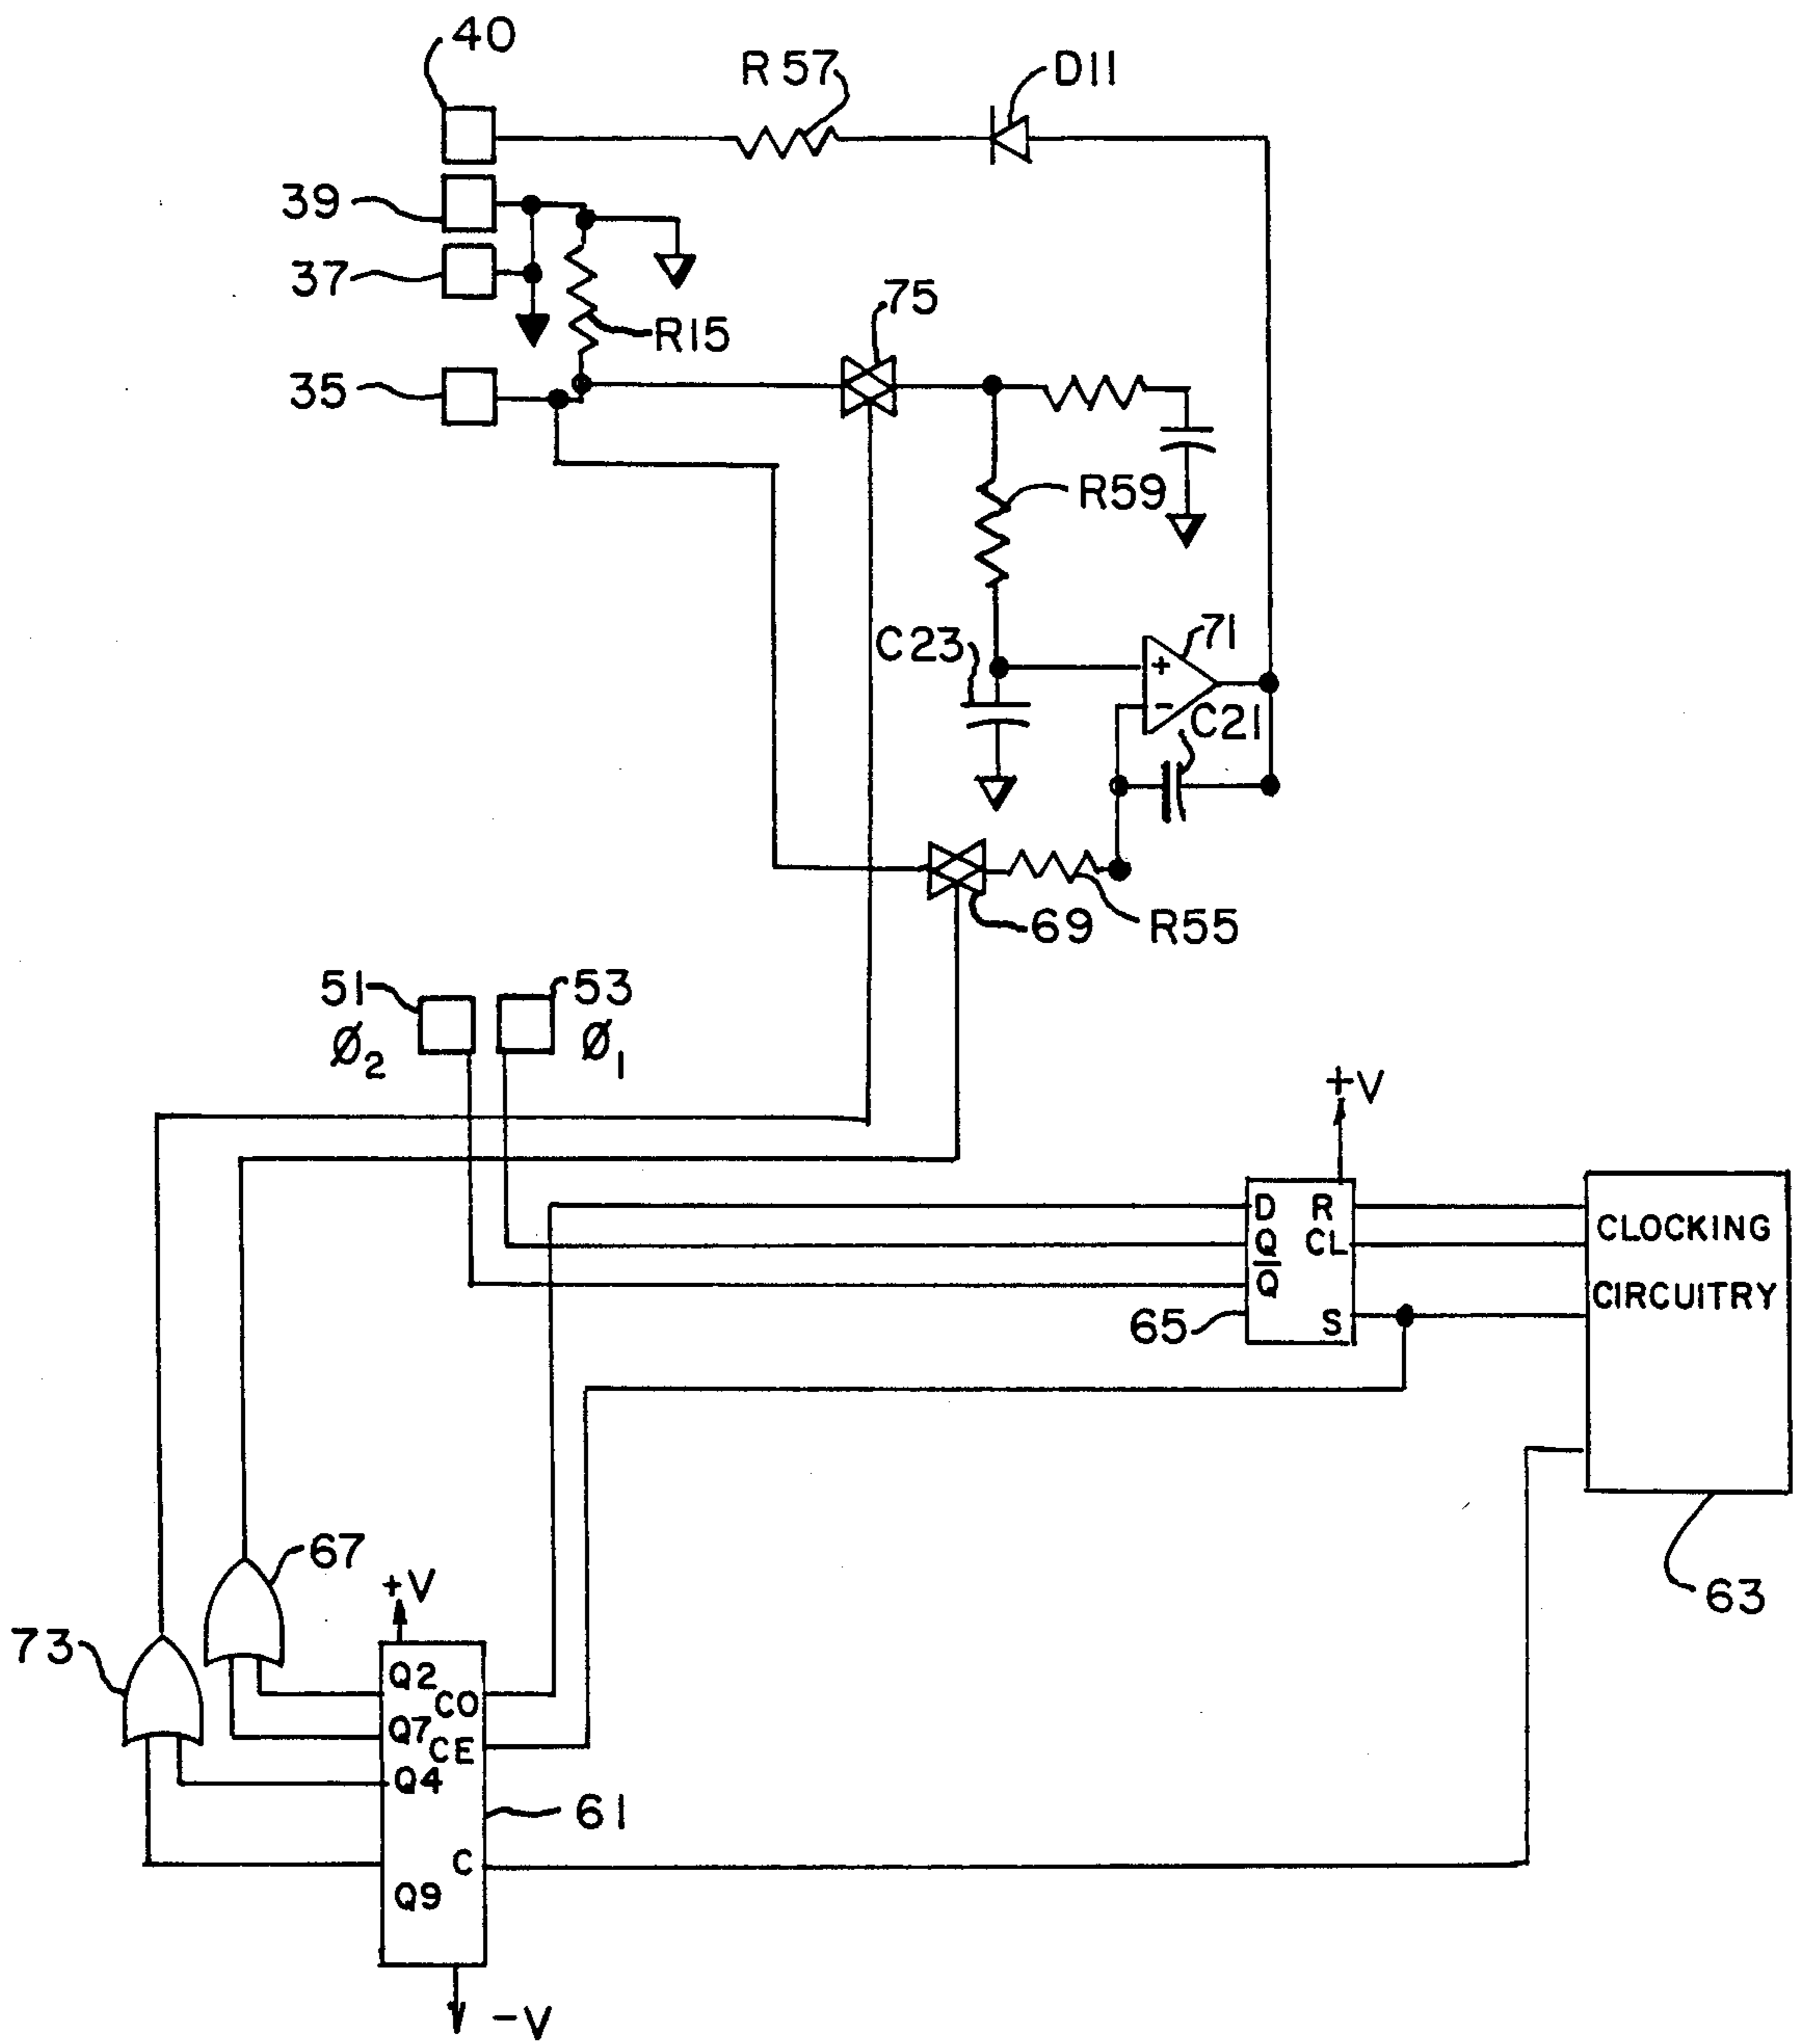 40
R57
D11
39
37
R15
75
35
R59
C23
71
+
-
C21
69
R55
51
53
Ø2
Ø1
+V
D R
Q CL
Q̅
S
65
CLOCKING
CIRCUITRY
63
67
73
+V
Q2
CO
Q7
CE
Q4
61
C
Q9
-V